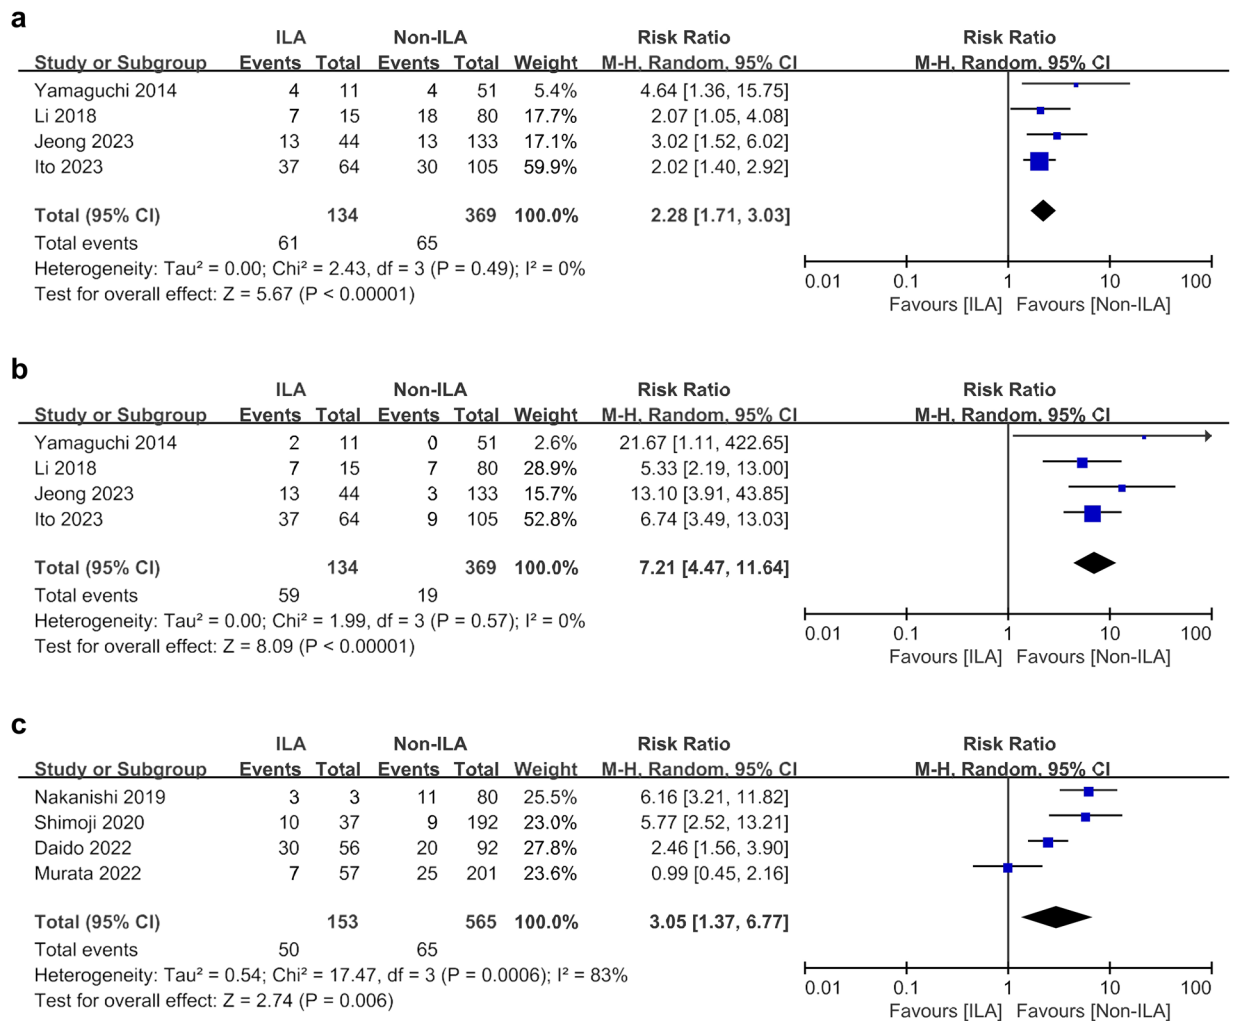 a
ILA Non-ILA Risk Ratio Risk Ratio
Study or Subgroup Events Total Events Total Weight M-H, Random, 95% CI M-H, Random, 95% CI
Yamaguchi 2014 4 11 4 51 5.4% 4.64 [1.36, 15.75]
Li 2018 7 15 18 80 17.7% 2.07 [1.05, 4.08]
Jeong 2023 13 44 13 133 17.1% 3.02 [1.52, 6.02]
Ito 2023 37 64 30 105 59.9% 2.02 [1.40, 2.92]
Total (95% CI) 134 369 100.0% 2.28 [1.71, 3.03]
Total events 61 65
Heterogeneity: Tau² = 0.00; Chi² = 2.43, df = 3 (P = 0.49); I² = 0%
Test for overall effect: Z = 5.67 (P < 0.00001)
0.01 0.1 1 10 100
Favours [ILA] Favours [Non-ILA]
b
ILA Non-ILA Risk Ratio Risk Ratio
Study or Subgroup Events Total Events Total Weight M-H, Random, 95% CI M-H, Random, 95% CI
Yamaguchi 2014 2 11 0 51 2.6% 21.67 [1.11, 422.65]
Li 2018 7 15 7 80 28.9% 5.33 [2.19, 13.00]
Jeong 2023 13 44 3 133 15.7% 13.10 [3.91, 43.85]
Ito 2023 37 64 9 105 52.8% 6.74 [3.49, 13.03]
Total (95% CI) 134 369 100.0% 7.21 [4.47, 11.64]
Total events 59 19
Heterogeneity: Tau² = 0.00; Chi² = 1.99, df = 3 (P = 0.57); I² = 0%
Test for overall effect: Z = 8.09 (P < 0.00001)
0.01 0.1 1 10 100
Favours [ILA] Favours [Non-ILA]
c
ILA Non-ILA Risk Ratio Risk Ratio
Study or Subgroup Events Total Events Total Weight M-H, Random, 95% CI M-H, Random, 95% CI
Nakanishi 2019 3 3 11 80 25.5% 6.16 [3.21, 11.82]
Shimoji 2020 10 37 9 192 23.0% 5.77 [2.52, 13.21]
Daido 2022 30 56 20 92 27.8% 2.46 [1.56, 3.90]
Murata 2022 7 57 25 201 23.6% 0.99 [0.45, 2.16]
Total (95% CI) 153 565 100.0% 3.05 [1.37, 6.77]
Total events 50 65
Heterogeneity: Tau² = 0.54; Chi² = 17.47, df = 3 (P = 0.0006); I² = 83%
Test for overall effect: Z = 2.74 (P = 0.006)
0.01 0.1 1 10 100
Favours [ILA] Favours [Non-ILA]